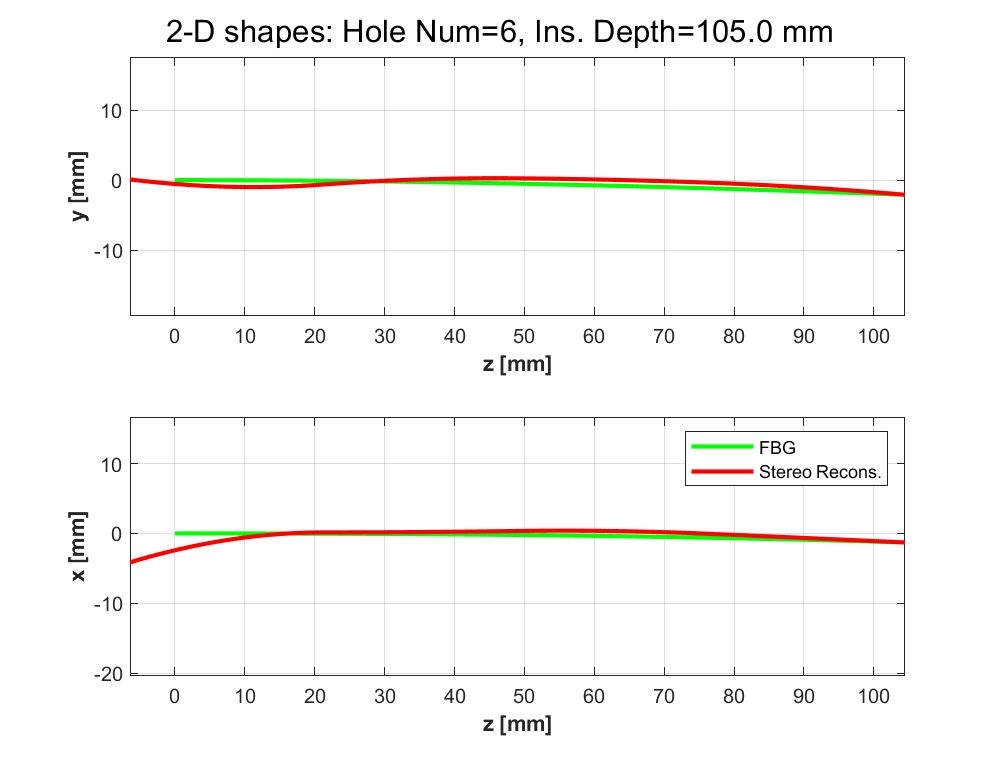 2-D shapes: Hole Num=6, Ins. Depth=105.0 mm
10
0
-10
y [mm]
0 10 20 30 40 50 60 70 80 90 100
z [mm]
FBG
Stereo Recons.
10
0
-10
-20
x [mm]
0 10 20 30 40 50 60 70 80 90 100
z [mm]